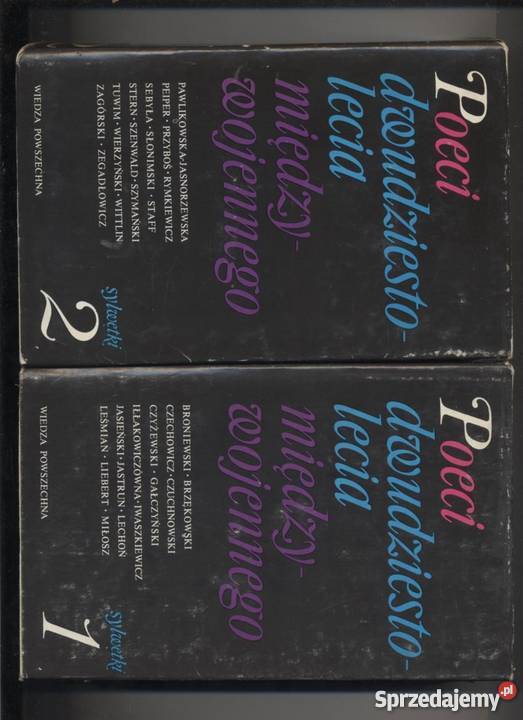 Poeci
dwudziesto-
lecia
między-
wojennego
PAWLIKOWSKA-JASNORZEWSKA
PEIPER · PRZYBOŚ · RYMKIEWICZ
SEBYŁA · SŁONIMSKI · STAFF
STERN · SZENWALD · SZYMAŃSKI
TUWIM · WIERZYŃSKI · WITTLIN
ZAGÓRSKI · ZEGADŁOWICZ
sylwetki
2
WIEDZA POWSZECHNA
Poeci
dwudziesto-
lecia
między-
wojennego
BRONIEWSKI · BRZĘKOWSKI
CZECHOWICZ · CZUCHNOWSKI
CZYŻEWSKI · GAŁCZYŃSKI
IŁŁAKOWICZÓWNA · IWASZKIEWICZ
JASIEŃSKI · JASTRUN · LECHOŃ
LEŚMIAN · LIEBERT · MIŁOSZ
sylwetki
1
WIEDZA POWSZECHNA
Sprzedajemy.pl